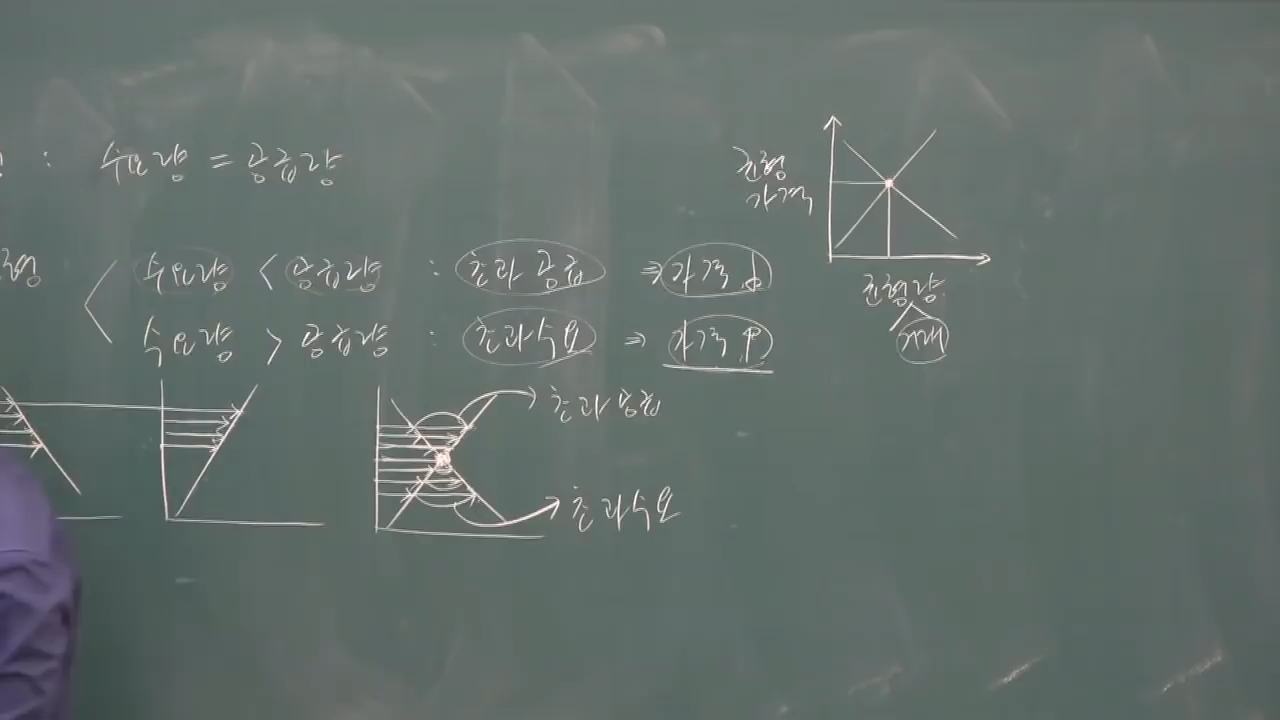 : 수요량 = 공급량
형 수요량 < 공급량 : 초과 공급 ⇒ 가격 ↓
수요량 > 공급량 : 초과수요 ⇒ 가격 ↑
초과 공급
초과수요
균형
가격
균형량
거래